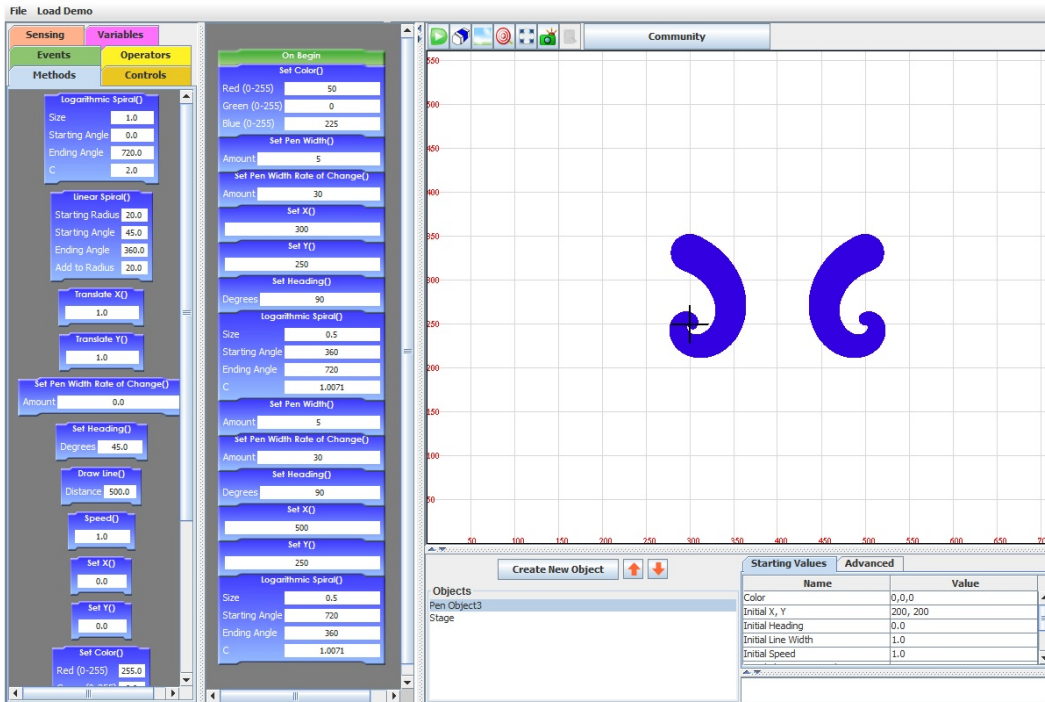 File Load Demo
Sensing Variables
Events Operators
Methods Controls
Logarithmic Spiral()
Size 1.0
Starting Angle 0.0
Ending Angle 720.0
C 2.0
Linear Spiral()
Starting Radius 20.0
Starting Angle 45.0
Ending Angle 360.0
Add to Radius 20.0
Translate X()
1.0
Translate Y()
1.0
Set Pen Width Rate of Change()
Amount 0.0
Set Heading()
Degrees 45.0
Draw Line()
Distance 500.0
Speed()
1.0
Set X()
0.0
Set Y()
0.0
Set Color()
Red (0-255) 255.0
On Begin
Set Color()
Red (0-255) 50
Green (0-255) 0
Blue (0-255) 225
Set Pen Width()
Amount 5
Set Pen Width Rate of Change()
Amount 30
Set X()
300
Set Y()
250
Set Heading()
Degrees 90
Logarithmic Spiral()
Size 0.5
Starting Angle 360
Ending Angle 720
C 1.0071
Set Pen Width()
Amount 5
Set Pen Width Rate of Change()
Amount 30
Set Heading()
Degrees 90
Set X()
500
Set Y()
250
Logarithmic Spiral()
Size 0.5
Starting Angle 720
Ending Angle 360
C 1.0071
Community
550
500
450
400
350
300
250
200
150
100
50
50 100 150 200 250 300 350 400 450 500 550 600 650
Create New Object
Objects
Pen Object3
Stage
Starting Values Advanced
Name Value
Color 0,0,0
Initial X, Y 200, 200
Initial Heading 0.0
Initial Line Width 1.0
Initial Speed 1.0